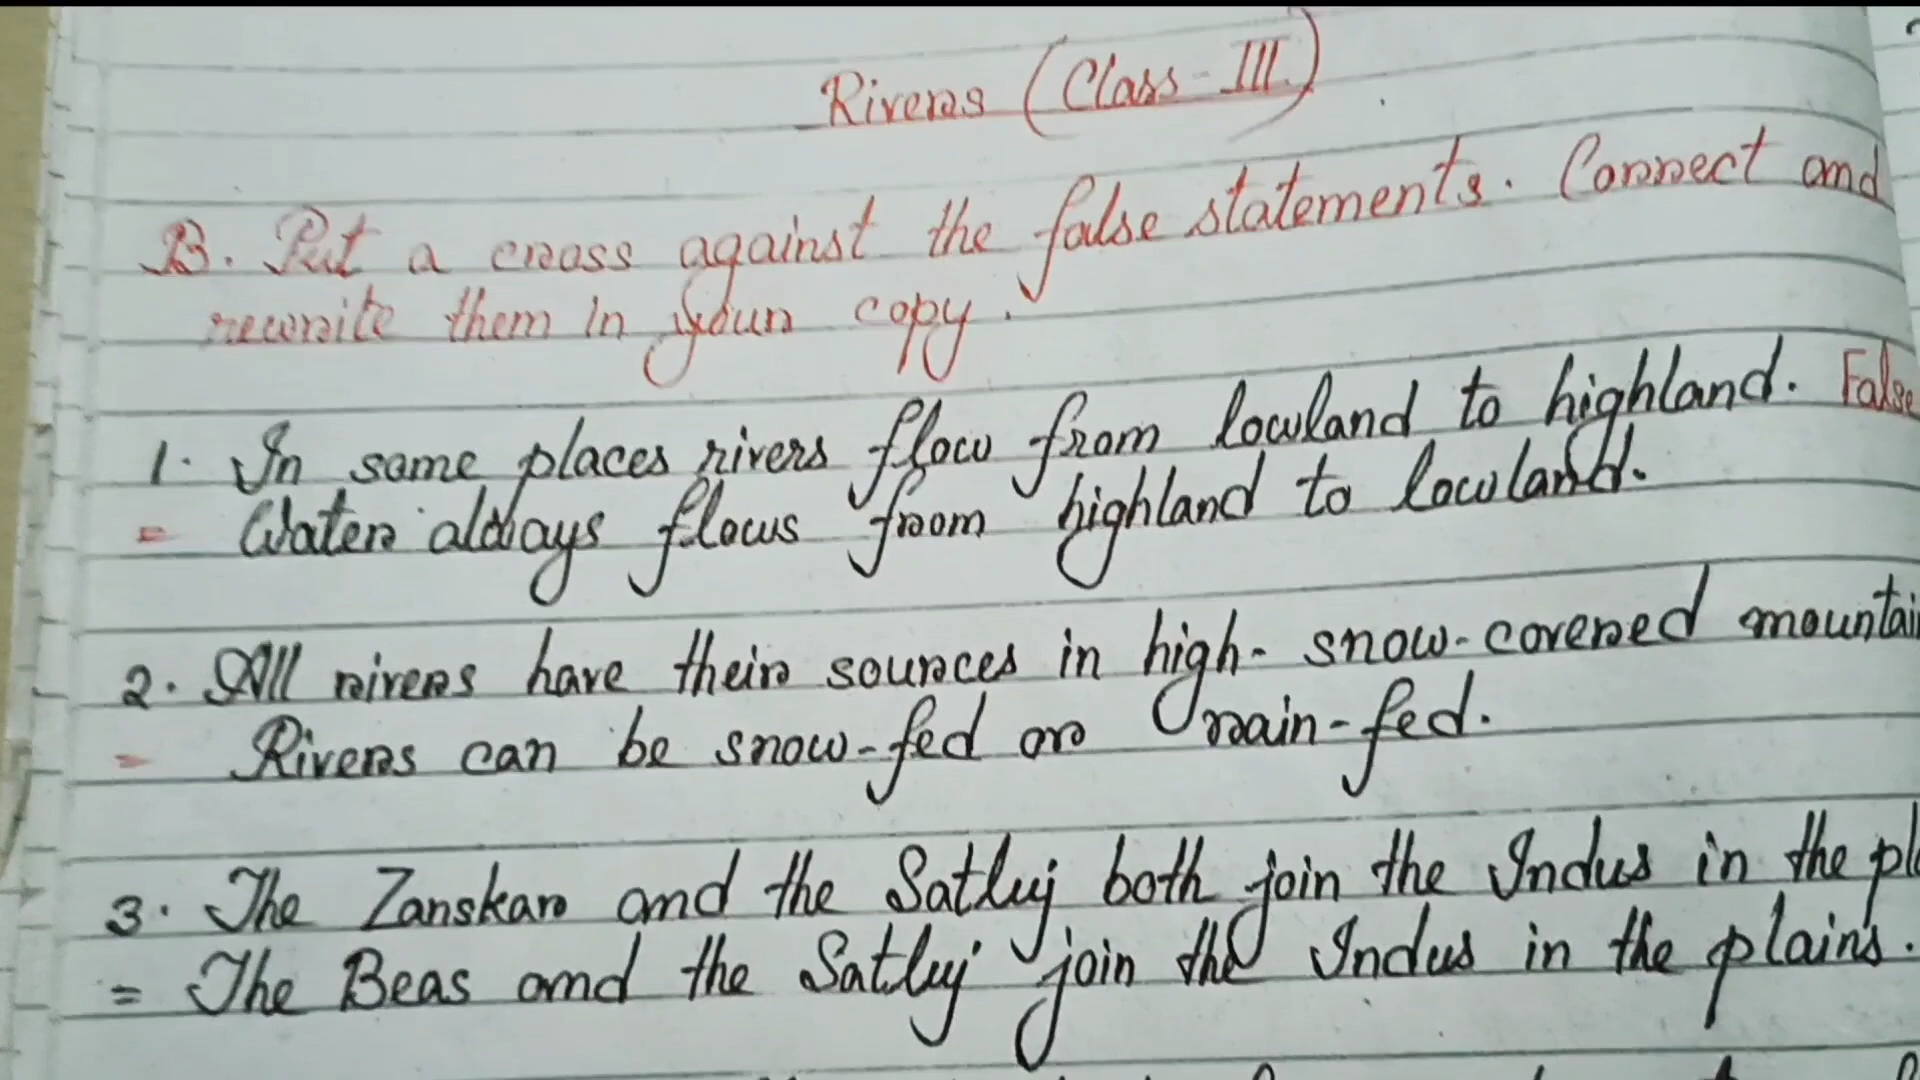 Rivers (Class - III)
B. Put a cross against the false statements. Correct and
rewrite them in your copy.
1. In some places rivers flow from lowland to highland. False
= Water always flows from highland to lowland.
2. All rivers have their sources in high- snow-covered mountai
= Rivers can be snow-fed or rain-fed.
3. The Zanskar and the Satluj both join the Indus in the pla
= The Beas and the Satluj join the Indus in the plains.